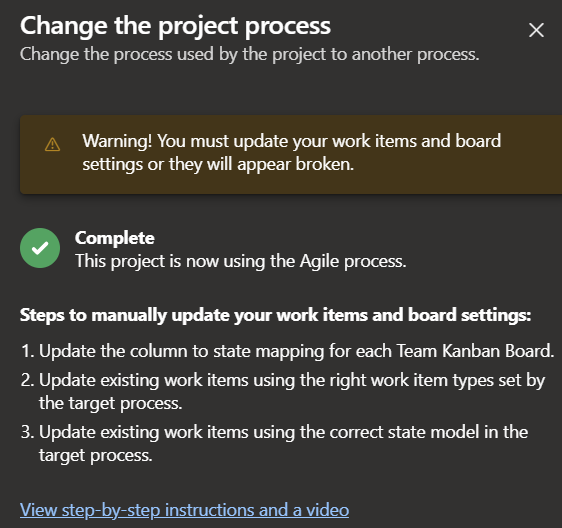 Change the project process
Change the process used by the project to another process.
Warning! You must update your work items and board
settings or they will appear broken.
Complete
This project is now using the Agile process.
Steps to manually update your work items and board settings:
1. Update the column to state mapping for each Team Kanban Board.
2. Update existing work items using the right work item types set by
the target process.
3. Update existing work items using the correct state model in the
target process.
View step-by-step instructions and a video